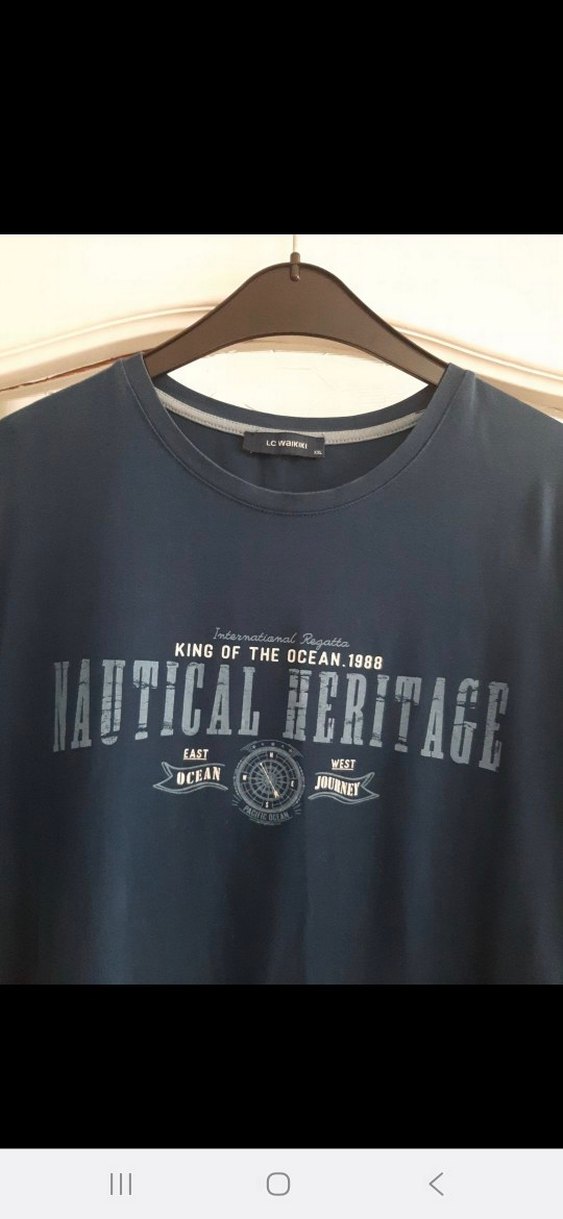 LC WAIKIKI
XXL
International Regatta
KING OF THE OCEAN.1988
NAUTICAL HERITAGE
EAST
OCEAN
WEST
JOURNEY
N
W
S
PACIFIC OCEAN